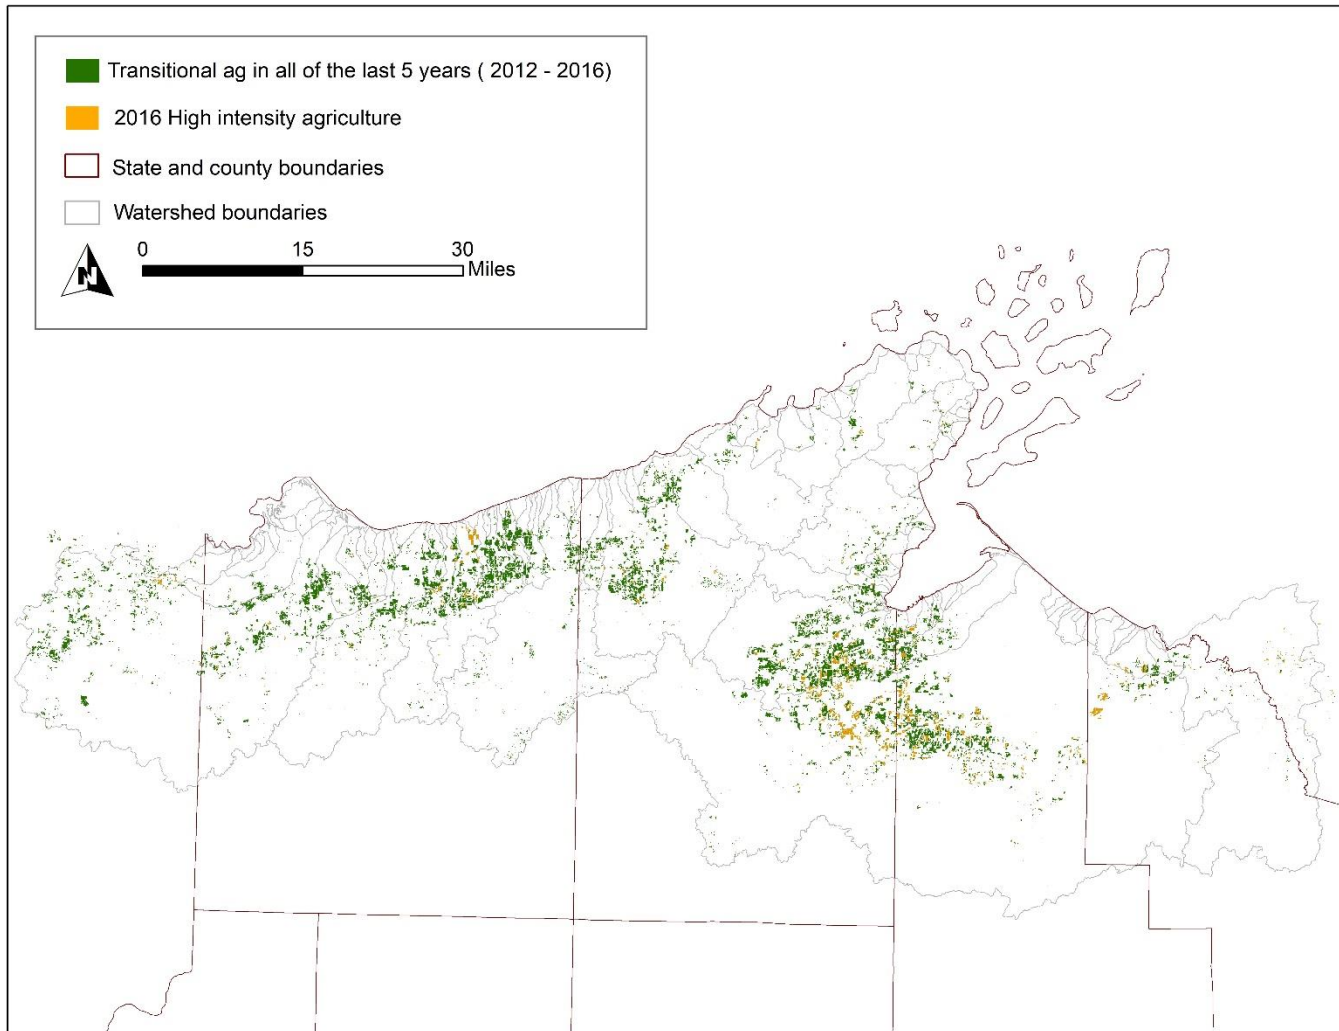 Transitional ag in all of the last 5 years ( 2012 - 2016)
2016 High intensity agriculture
State and county boundaries
Watershed boundaries
N
0 15 30
Miles